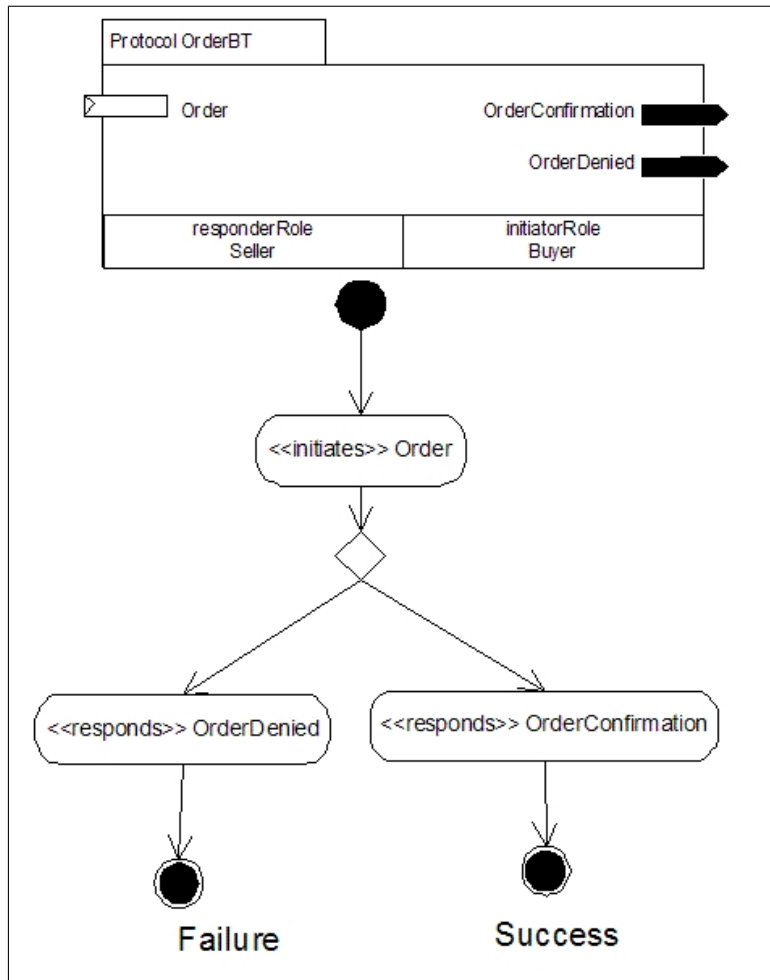 Protocol OrderBT
Order
OrderConfirmation
OrderDenied
responderRole
Seller
initiatorRole
Buyer
<<initiates>> Order
<<responds>> OrderDenied
<<responds>> OrderConfirmation
Failure
Success